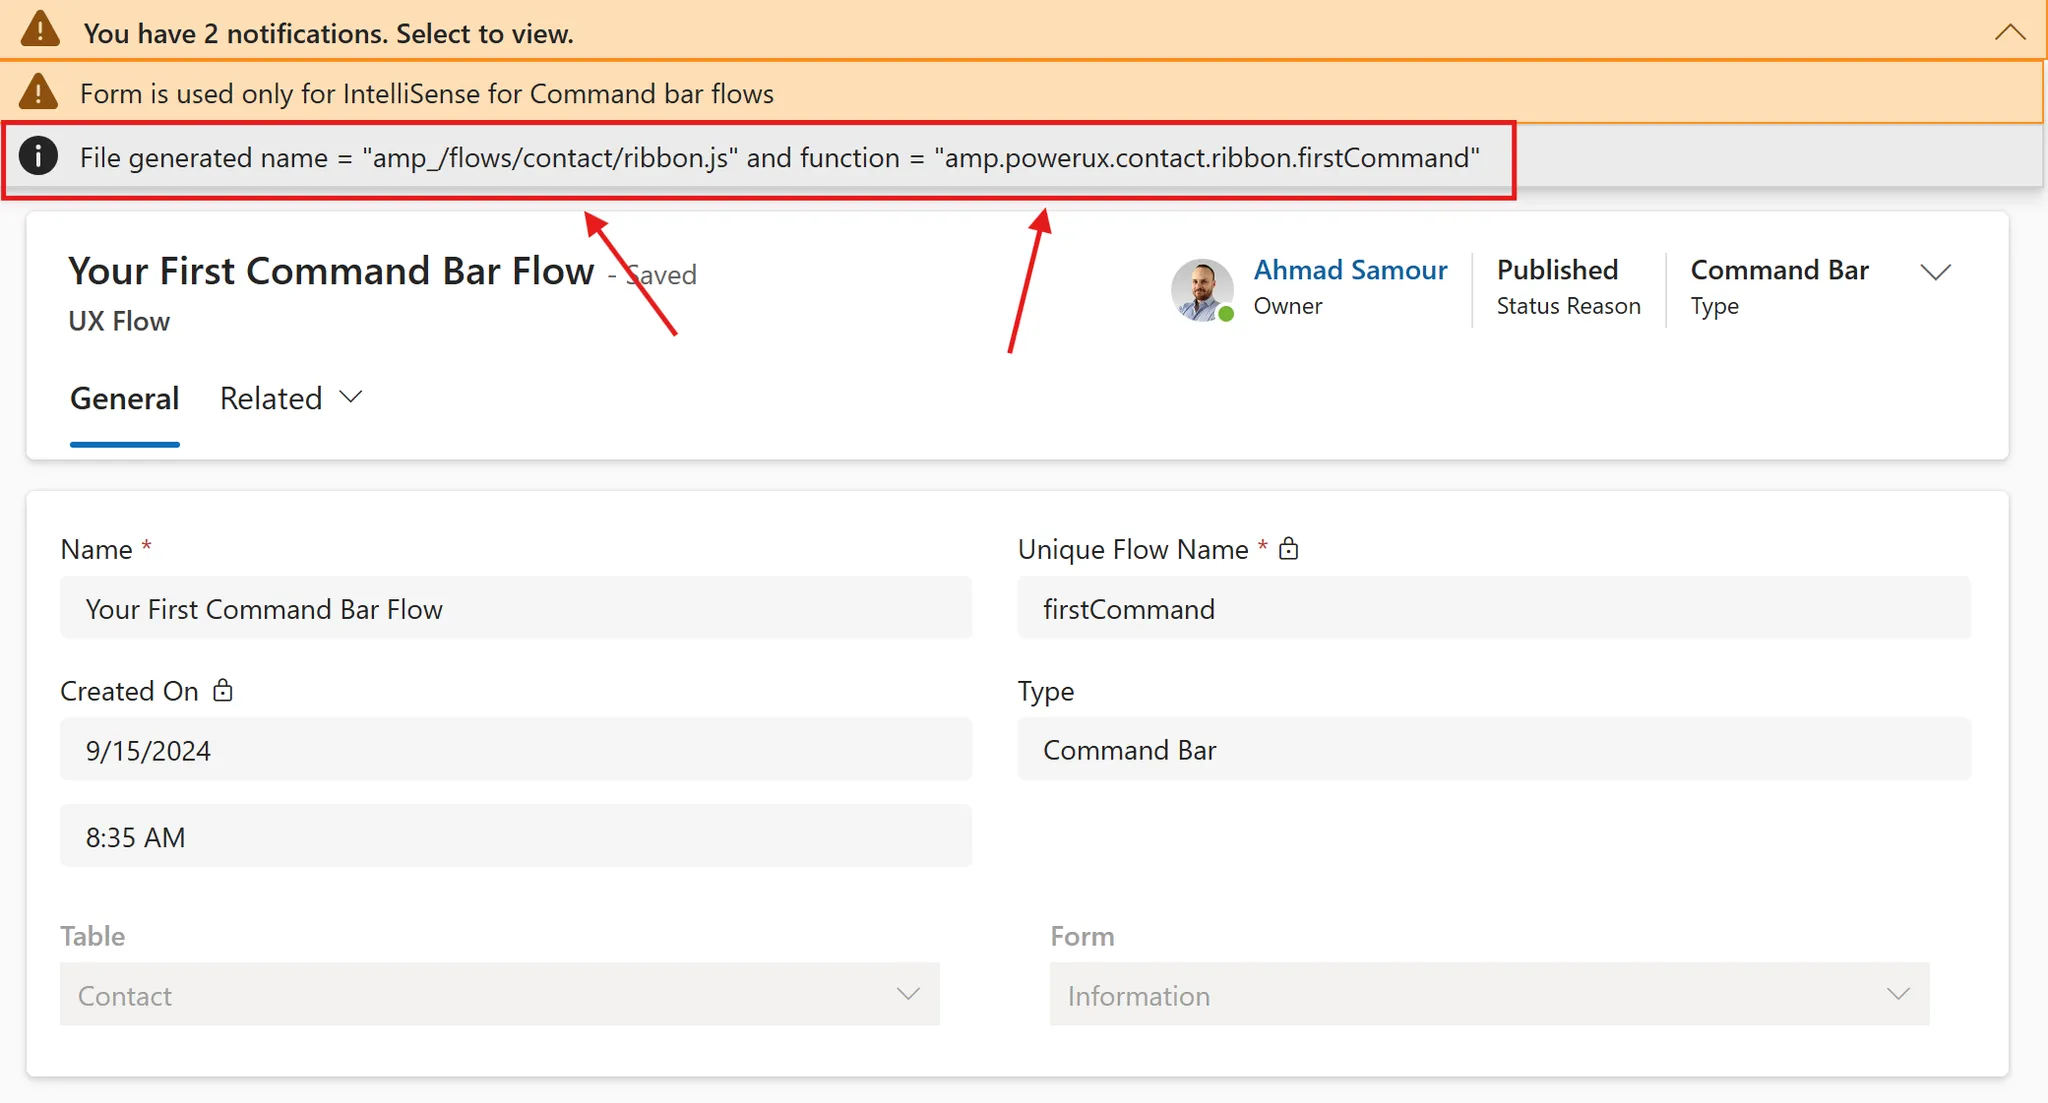 You have 2 notifications. Select to view.
Form is used only for IntelliSense for Command bar flows
File generated name = "amp_/flows/contact/ribbon.js" and function = "amp.powerux.contact.ribbon.firstCommand"
Your First Command Bar Flow - Saved
UX Flow
Ahmad Samour
Owner
Published
Status Reason
Command Bar
Type
General
Related
Name *
Your First Command Bar Flow
Unique Flow Name *
firstCommand
Created On
9/15/2024
8:35 AM
Type
Command Bar
Table
Contact
Form
Information